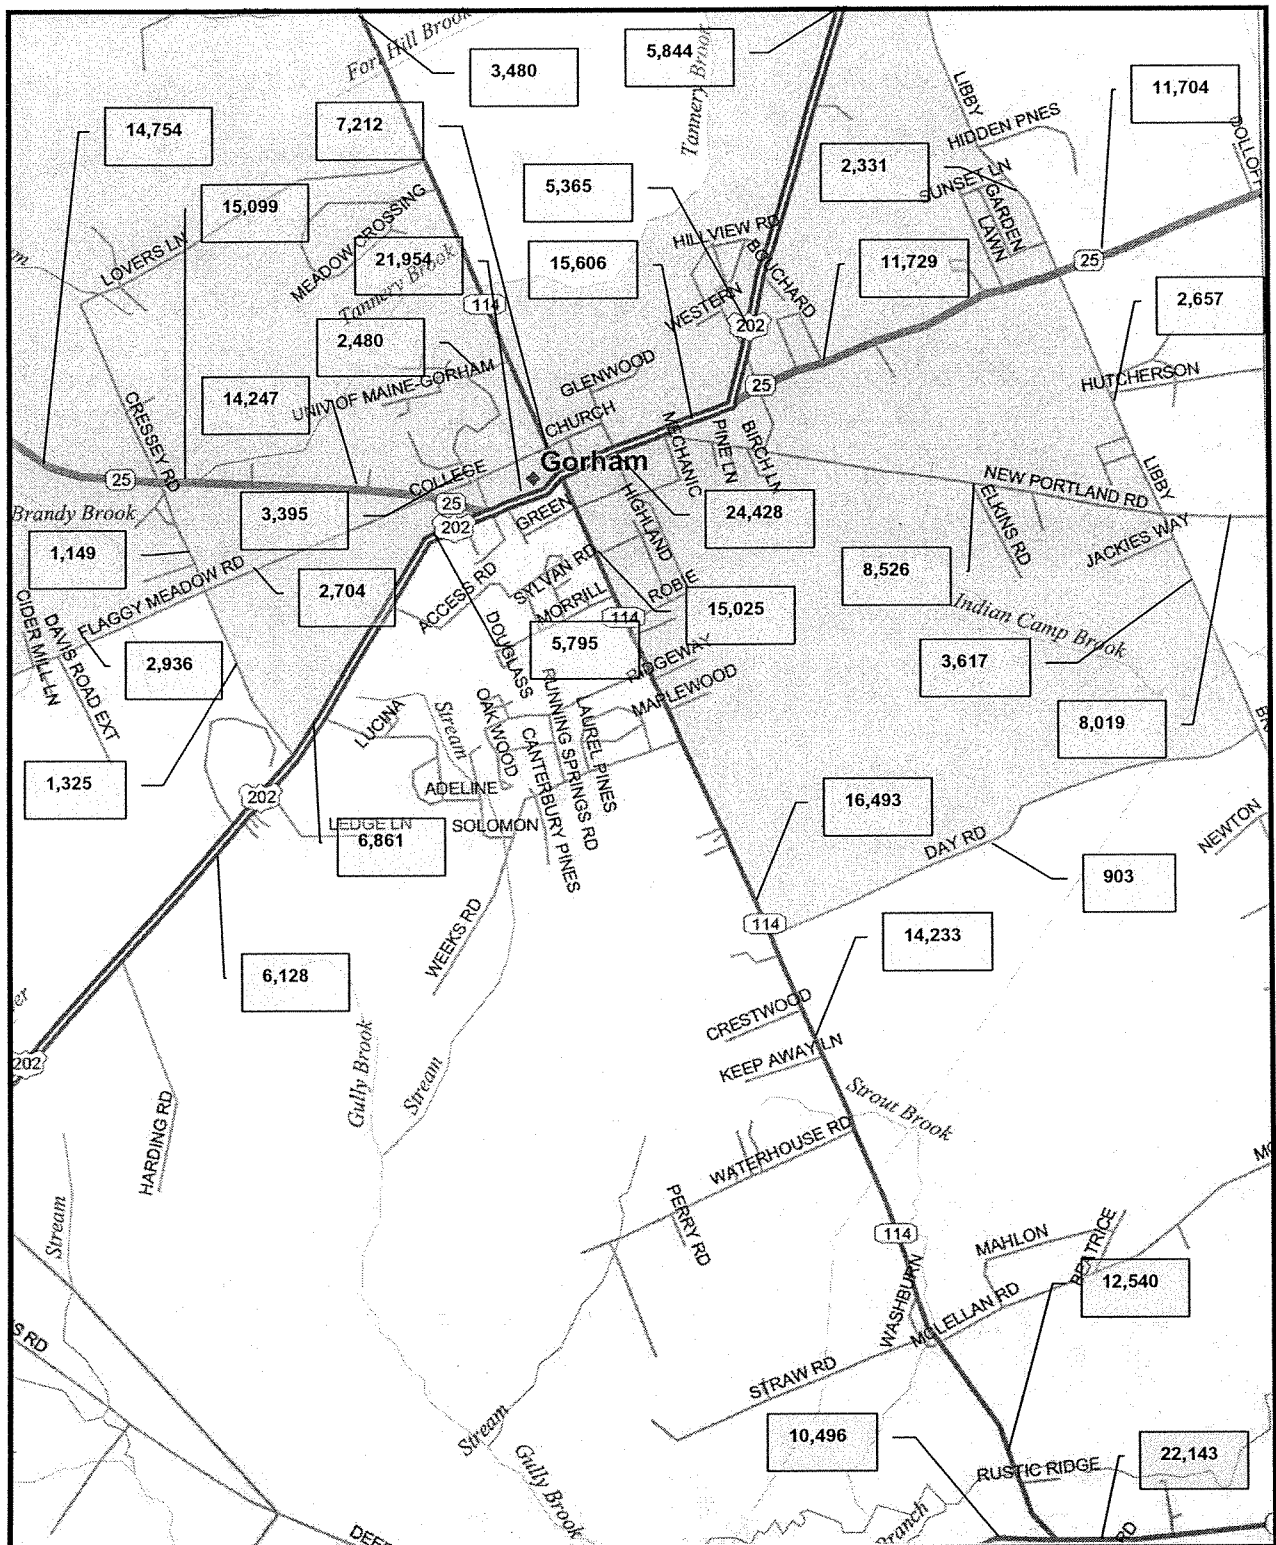 Fort Hill Brook
3,480
5,844
Tannery Brook
LIBBY
11,704
HIDDEN PNES
DOLLOFF
14,754
7,212
2,331
SUNSET LN
5,365
GARDEN
LAWN
15,099
MEADOW CROSSING
HILLVIEW RD
BOUCHARD
LOVERS LN
21,954
Tannery Brook
15,606
11,729
25
2,657
114
WESTERN
202
2,480
GLENWOOD
25
HUTCHERSON
14,247
UNIV OF MAINE-GORHAM
CHURCH
CRESSEY RD
MECHANIC
PINE LN
BIRCH LN
Gorham
COLLEGE
25
25
202
NEW PORTLAND RD
LIBBY
Brandy Brook
3,395
GREEN
HIGHLAND
24,428
ELKINS RD
JACKIES WAY
1,149
FLAGGY MEADOW RD
2,704
ACCESS RD
SYLVAN RD
MORRILL
ROBIE
8,526
CIDER MILL LN
DAVIS ROAD EXT
114
15,025
Indian Camp Brook
2,936
DOUGLASS
5,795
RIDGEWAY
MAPLEWOOD
3,617
8,019
RUNNING SPRINGS RD
LAUREL PINES
OAK WOOD
CANTERBURY PINES
LUCINA
Stream
1,325
202
ADELINE
16,493
LEDGE LN
SOLOMON
6,861
DAY RD
NEWTON
903
114
WEEKS RD
14,233
6,128
er
CRESTWOOD
KEEP AWAY LN
202
Gully Brook
Stream
Strout Brook
HARDING RD
WATERHOUSE RD
PERRY RD
Stream
114
MAHLON
BEATRICE
12,540
WASHBURN
MCLELLAN RD
S RD
STRAW RD
10,496
Stream
Gully Brook
RUSTIC RIDGE
22,143
Branch
RD
DEE